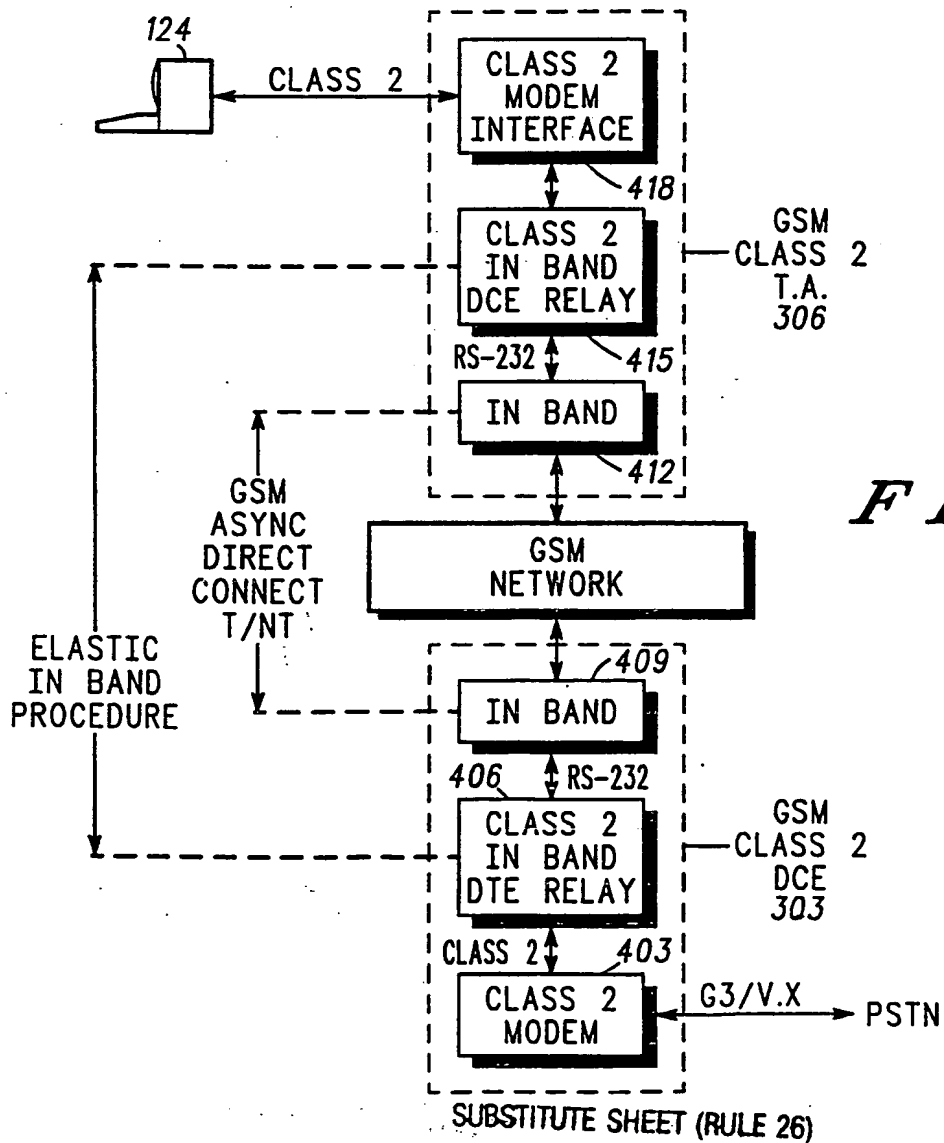 124
CLASS 2
CLASS 2
MODEM
INTERFACE
418
CLASS 2
IN BAND
DCE RELAY
GSM
CLASS 2
T.A.
306
RS-232
415
IN BAND
412
GSM
ASYNC
DIRECT
CONNECT
T/NT
F I
GSM
NETWORK
ELASTIC
IN BAND
PROCEDURE
409
IN BAND
406
RS-232
CLASS 2
IN BAND
DTE RELAY
GSM
CLASS 2
DCE
303
CLASS 2
403
CLASS 2
MODEM
G3/V.X
PSTN
SUBSTITUTE SHEET (RULE 26)